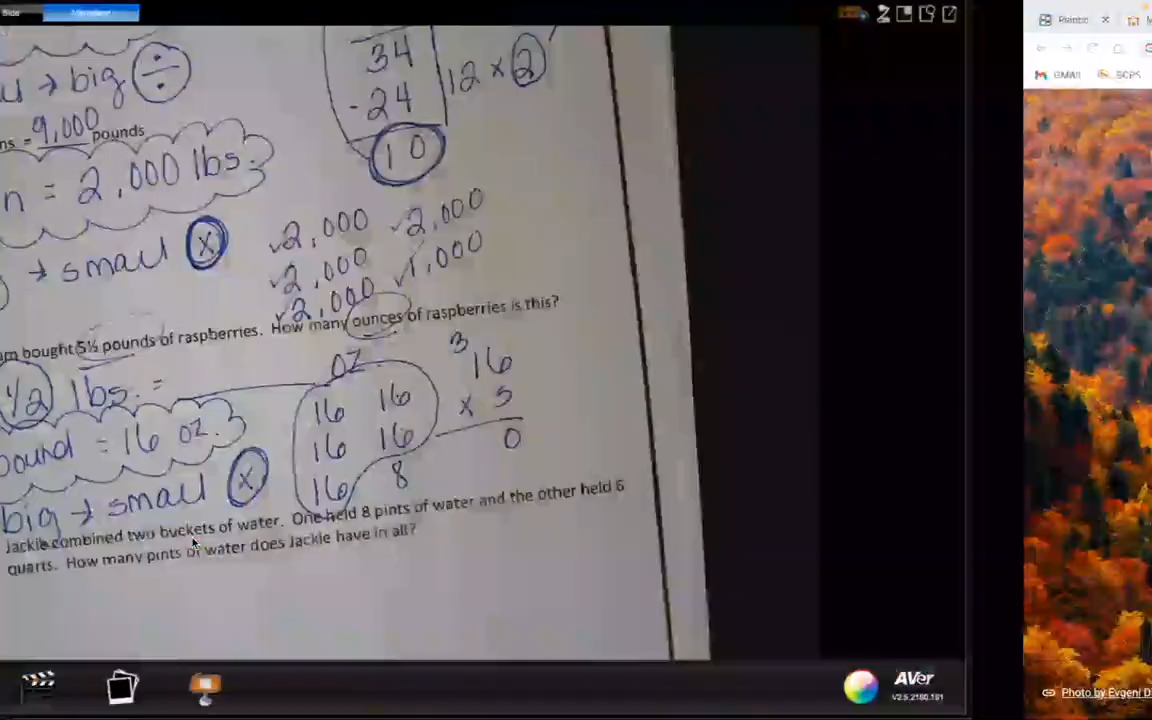 → big ÷
= 9,000 pounds
= 2,000 lbs.
→ small x
34
-24
10
12 x 2
2,000 2,000
2,000 1,000
2,000
bought 5½ pounds of raspberries. How many ounces of raspberries is this?
1/2 lbs. = OZ
= 16 oz.
big → small x
16 16
16 16
16 8
3
16
x 5
0
Jackie combined two buckets of water. One held 8 pints of water and the other held 6
quarts. How many pints of water does Jackie have in all?
GMAIL
AVer
Photo by Evgeni D